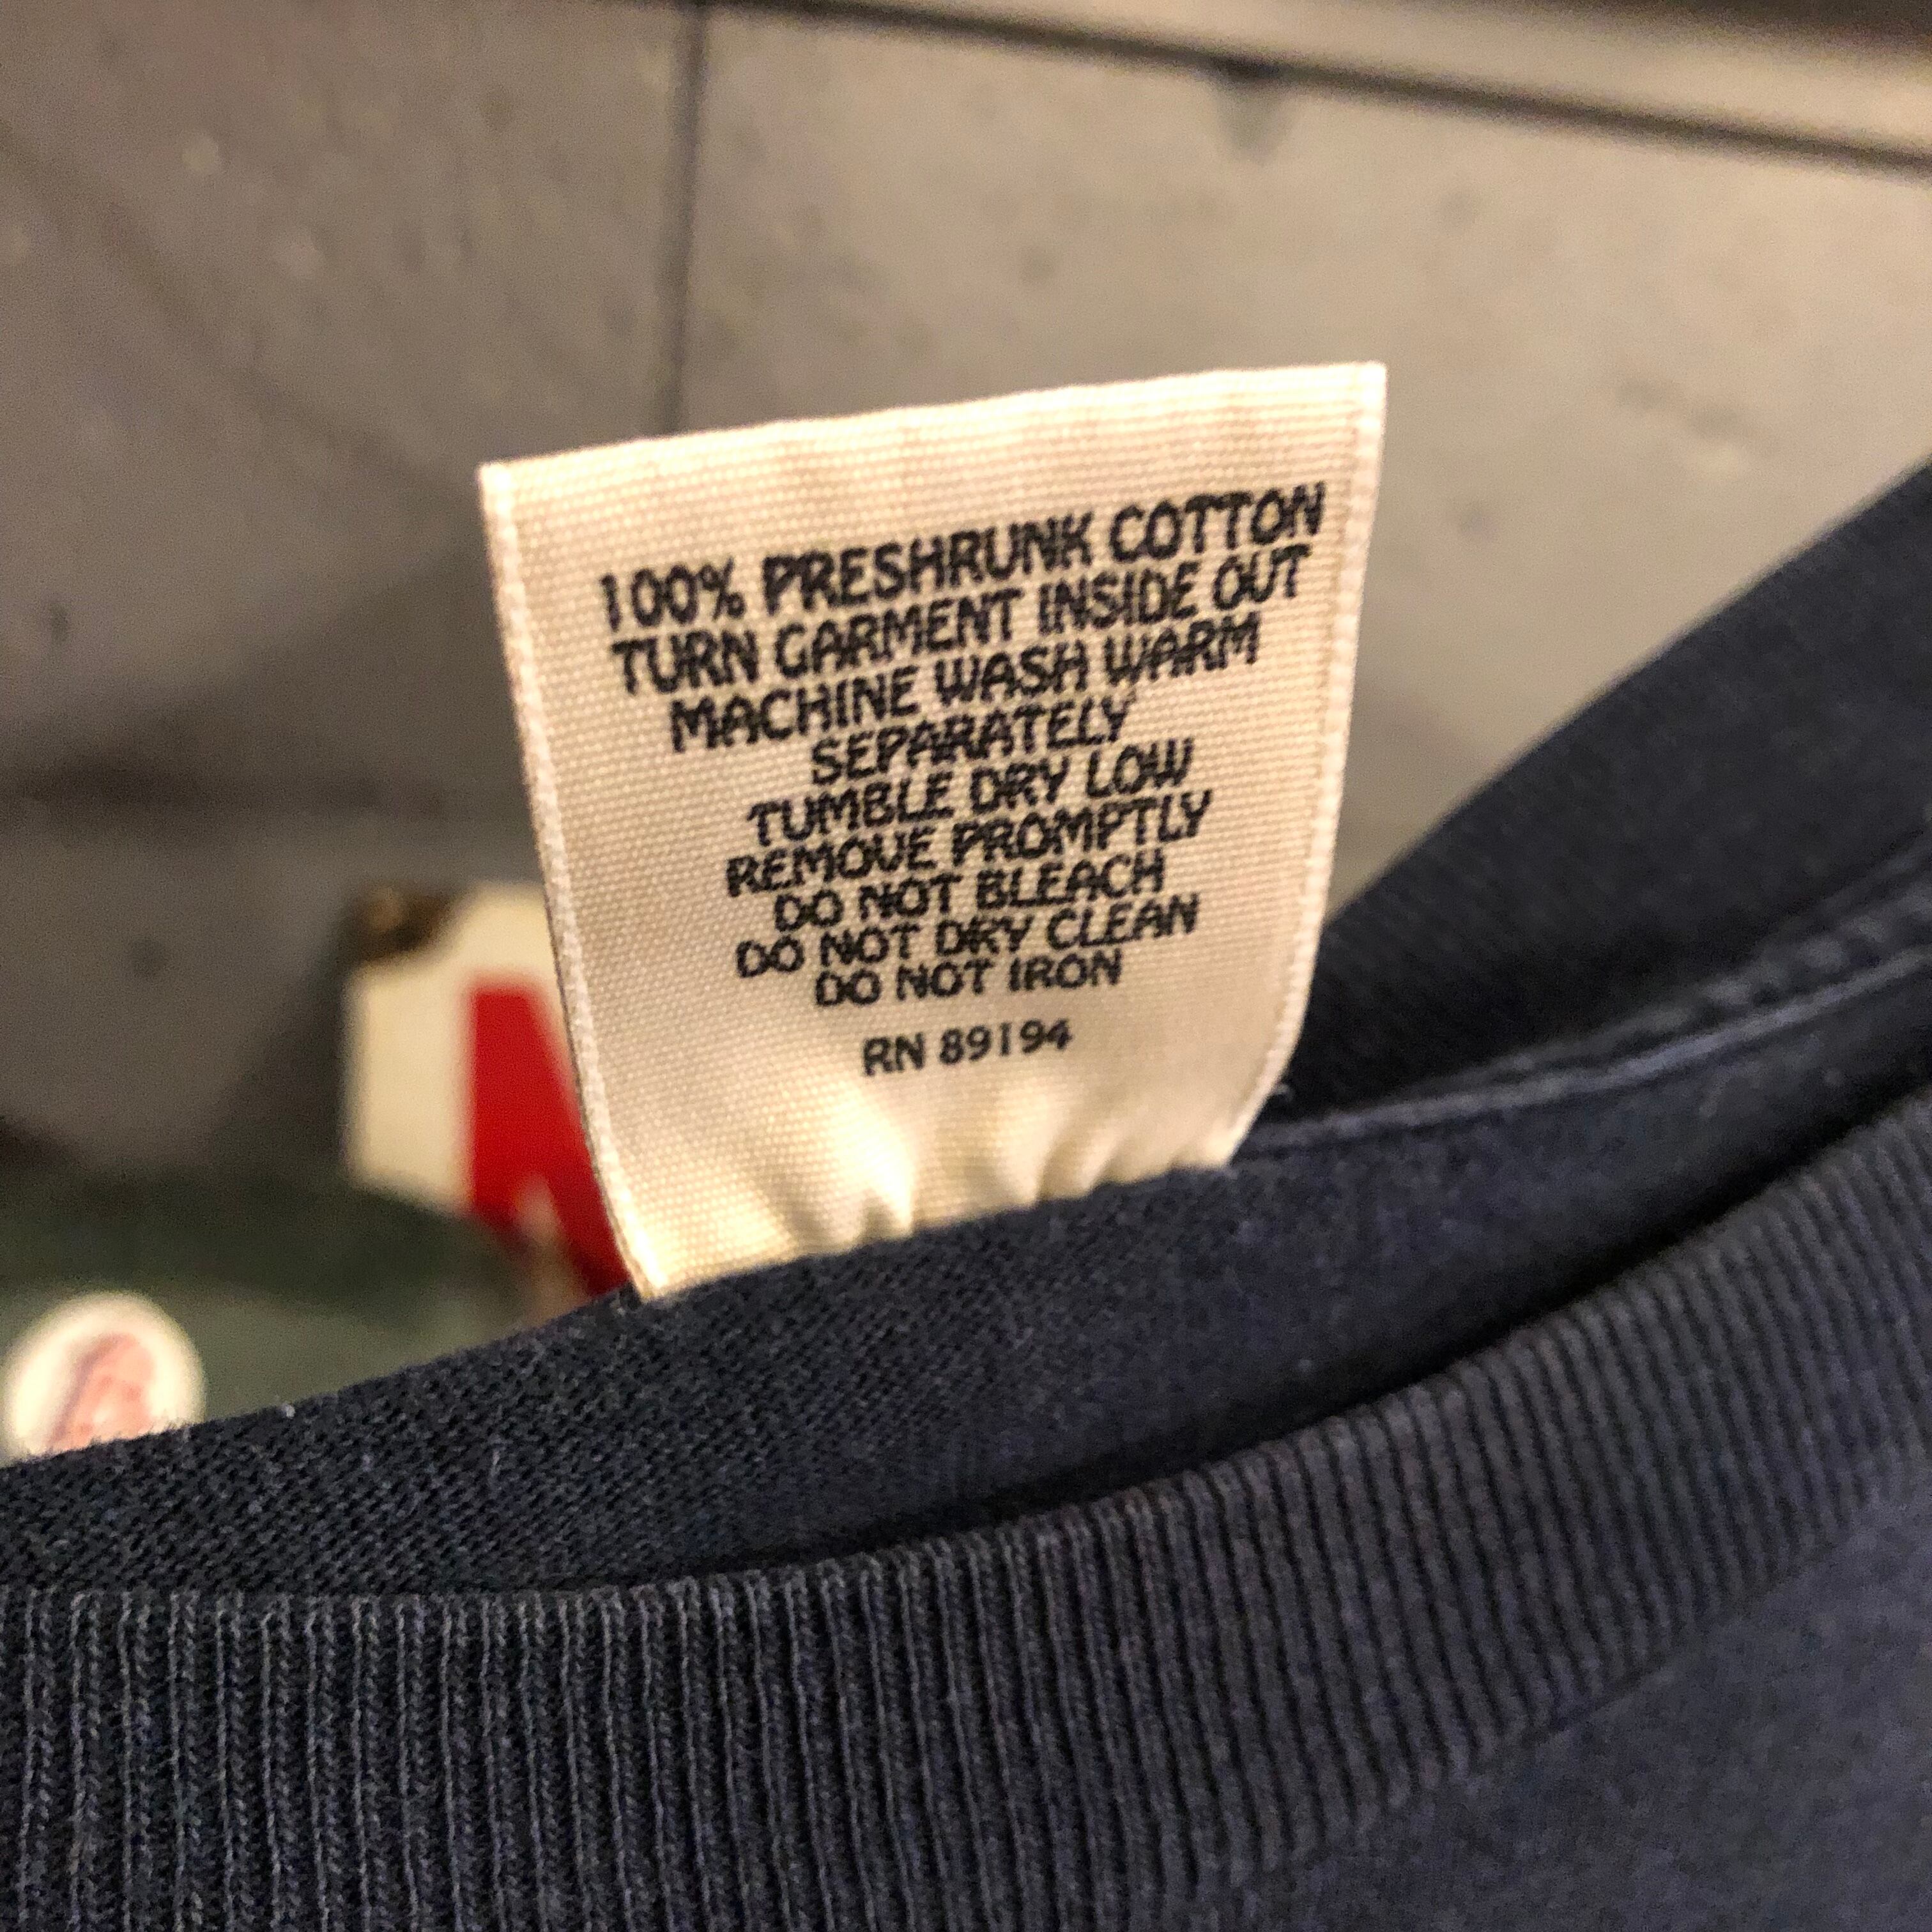 100% PRESHRUNK COTTON
TURN GARMENT INSIDE OUT
MACHINE WASH WARM
SEPARATELY
TUMBLE DRY LOW
REMOVE PROMPTLY
DO NOT BLEACH
DO NOT DRY CLEAN
DO NOT IRON
RN 89194